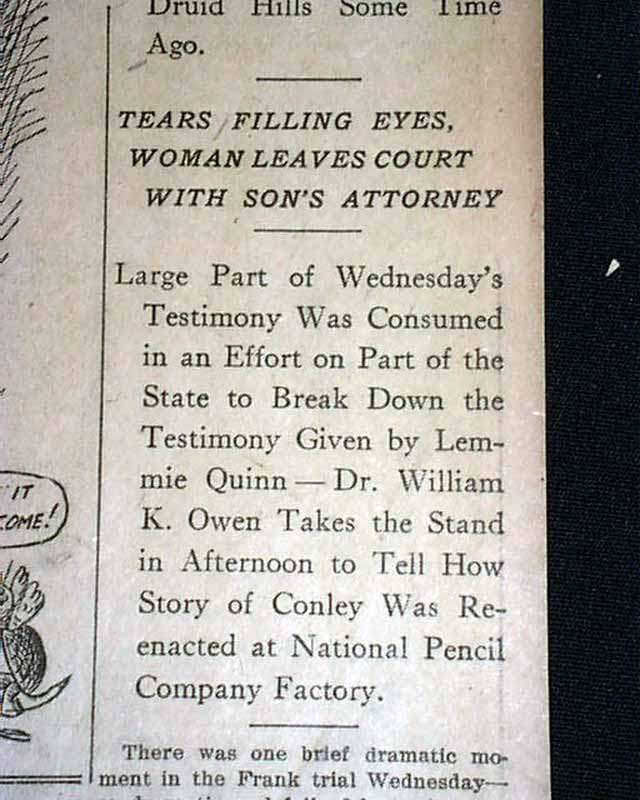 Druid Hills Some Time
Ago.
TEARS FILLING EYES,
WOMAN LEAVES COURT
WITH SON'S ATTORNEY
Large Part of Wednesday's
Testimony Was Consumed
in an Effort on Part of the
State to Break Down the
Testimony Given by Lem-
mie Quinn — Dr. William
K. Owen Takes the Stand
in Afternoon to Tell How
Story of Conley Was Re-
enacted at National Pencil
Company Factory.
There was one brief dramatic mo-
ment in the Frank trial Wednesday—
IT
COME!